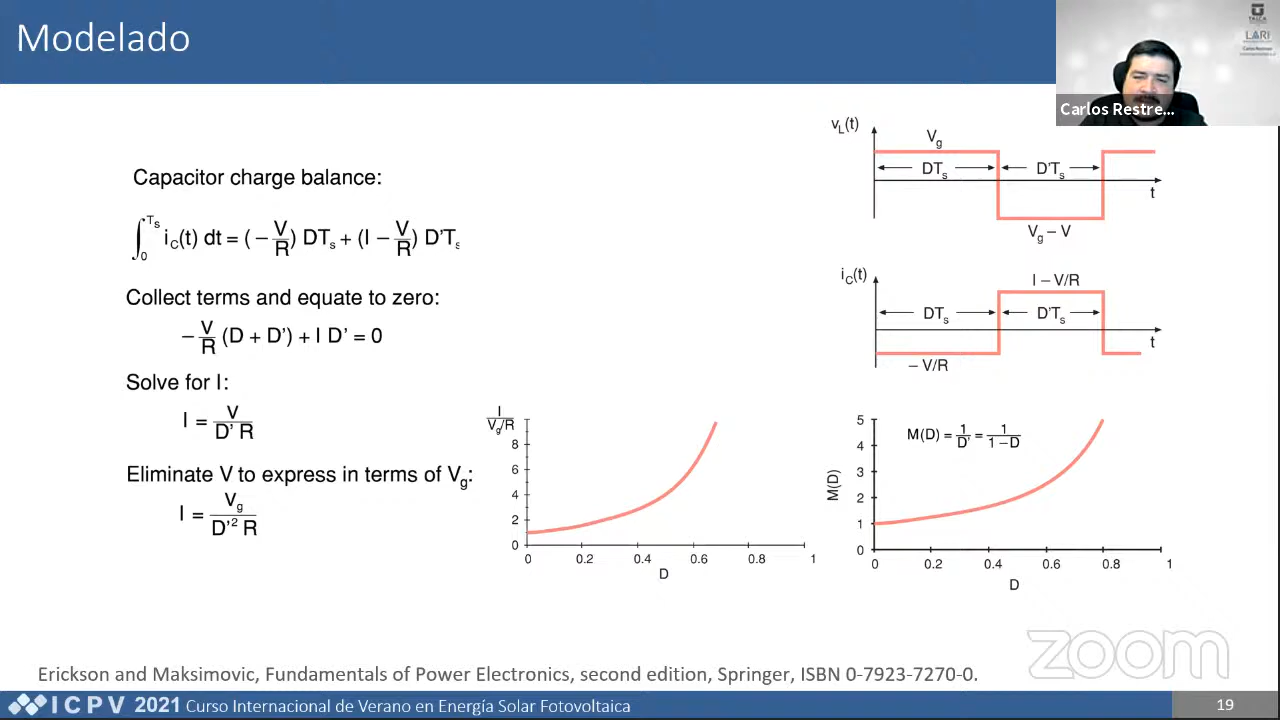 Modelado
TALCA
LARI
Carlos Restre...
Capacitor charge balance:
∫₀^Ts iC(t) dt = (− V/R) DTs + (I − V/R) D'Ts
Collect terms and equate to zero:
− V/R (D + D') + I D' = 0
Solve for I:
I = V / D' R
Eliminate V to express in terms of Vg:
I = Vg / D'² R
vL(t)
Vg
DTs D'Ts
t
Vg − V
iC(t)
I − V/R
DTs D'Ts
t
− V/R
I / Vg/R
8
6
4
2
0
0 0.2 0.4 0.6 0.8 1
D
M(D) = 1/D' = 1/1−D
M(D)
5
4
3
2
1
0
0 0.2 0.4 0.6 0.8 1
D
zoom
Erickson and Maksimovic, Fundamentals of Power Electronics, second edition, Springer, ISBN 0-7923-7270-0.
ICPV 2021 Curso Internacional de Verano en Energía Solar Fotovoltaica
19